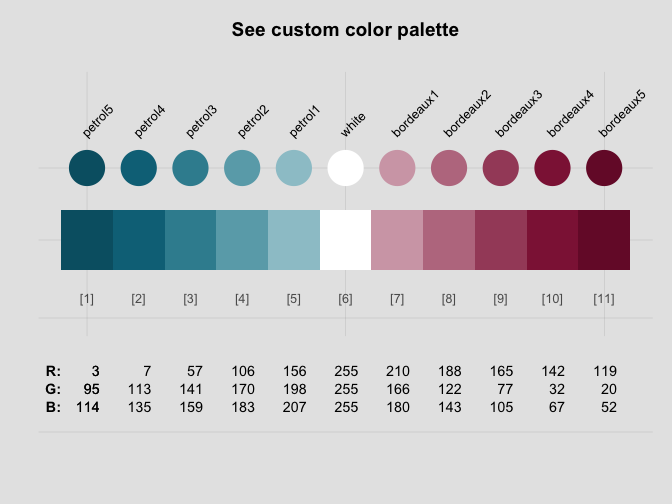 See custom color palette
petrol5 petrol4 petrol3 petrol2 petrol1 white bordeaux1 bordeaux2 bordeaux3 bordeaux4 bordeaux5
[1] [2] [3] [4] [5] [6] [7] [8] [9] [10] [11]
R: 3 7 57 106 156 255 210 188 165 142 119
G: 95 113 141 170 198 255 166 122 77 32 20
B: 114 135 159 183 207 255 180 143 105 67 52